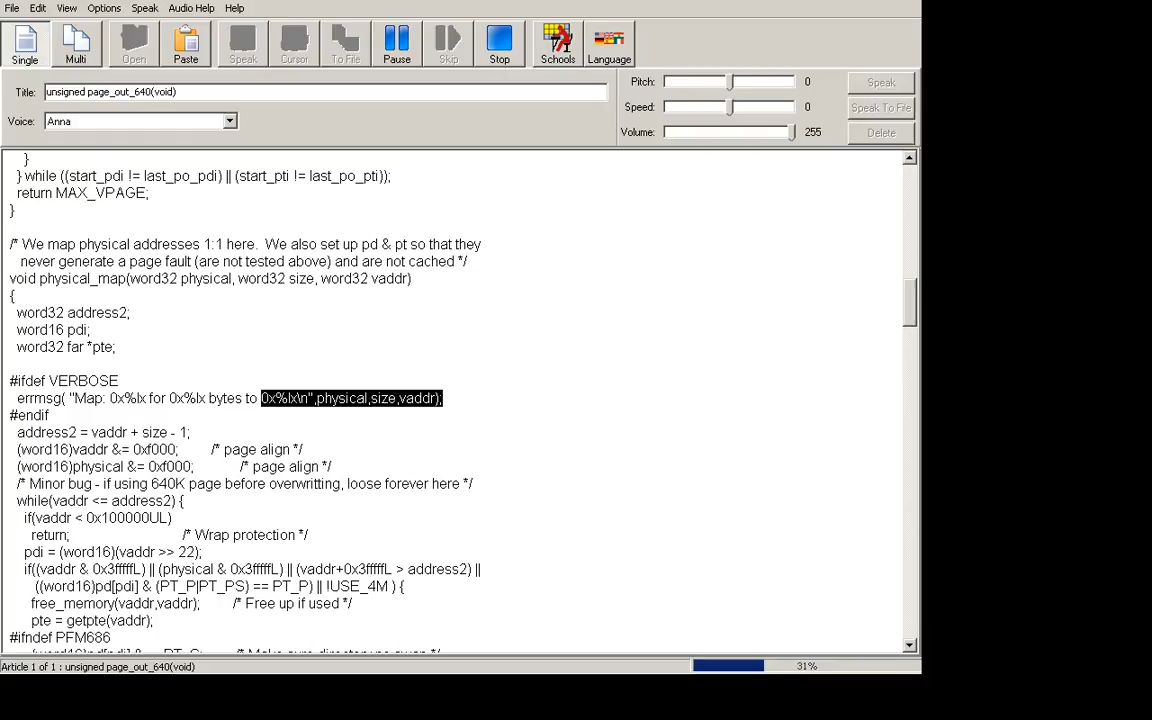 File Edit View Options Speak Audio Help Help
Single Multi Open Paste Speak Cursor To File Pause Skip Stop Schools Language
Title: unsigned page_out_640(void)
Voice: Anna
Pitch: 0 Speak
Speed: 0 Speak To File
Volume: 255 Delete
}
} while ((start_pdi != last_po_pdi) || (start_pti != last_po_pti));
return MAX_VPAGE;
}
/* We map physical addresses 1:1 here.  We also set up pd & pt so that they
never generate a page fault (are not tested above) and are not cached */
void physical_map(word32 physical, word32 size, word32 vaddr)
{
word32 address2;
word16 pdi;
word32 far *pte;
#ifdef VERBOSE
errmsg( "Map: 0x%lx for 0x%lx bytes to 0x%lx\n",physical,size,vaddr);
#endif
address2 = vaddr + size - 1;
(word16)vaddr &= 0xf000; /* page align */
(word16)physical &= 0xf000; /* page align */
/* Minor bug - if using 640K page before overwritting, loose forever here */
while(vaddr <= address2) {
if(vaddr < 0x100000UL)
return; /* Wrap protection */
pdi = (word16)(vaddr >> 22);
if((vaddr & 0x3fffffL) || (physical & 0x3fffffL) || (vaddr+0x3fffffL > address2) ||
((word16)pd[pdi] & (PT_P|PT_PS) == PT_P) || !USE_4M ) {
free_memory(vaddr,vaddr); /* Free up if used */
pte = getpte(vaddr);
#ifndef PFM686
Article 1 of 1 : unsigned page_out_640(void) 31%